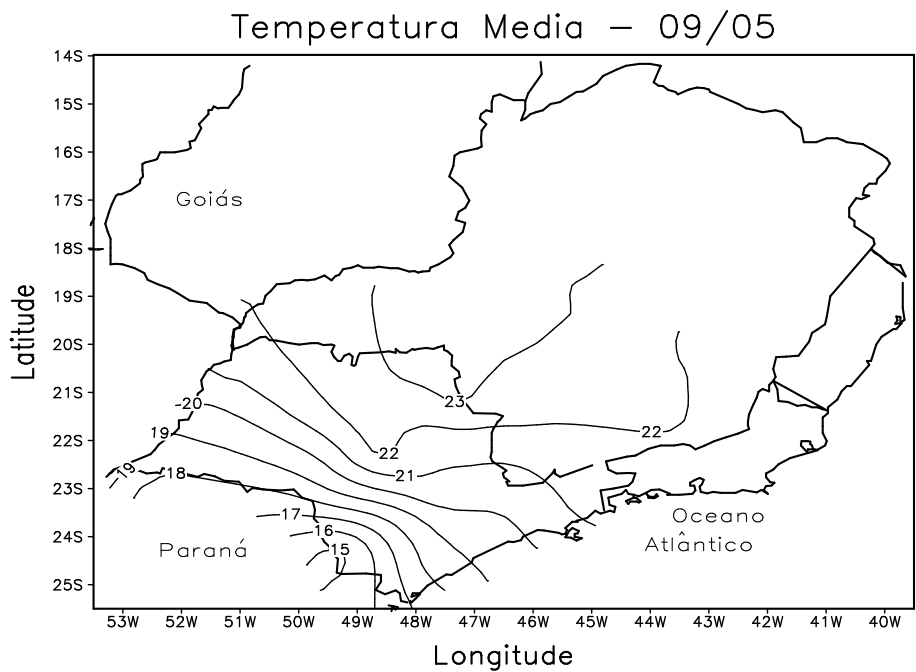 Temperatura Media – 09/05
14S
15S
16S
17S
Goiás
18S
19S
20S
21S
22S
23S
24S
25S
Latitude
23
22
22
21
20
19
19
18
17
16
15
Paraná
Oceano
Atlântico
53W 52W 51W 50W 49W 48W 47W 46W 45W 44W 43W 42W 41W 40W
Longitude